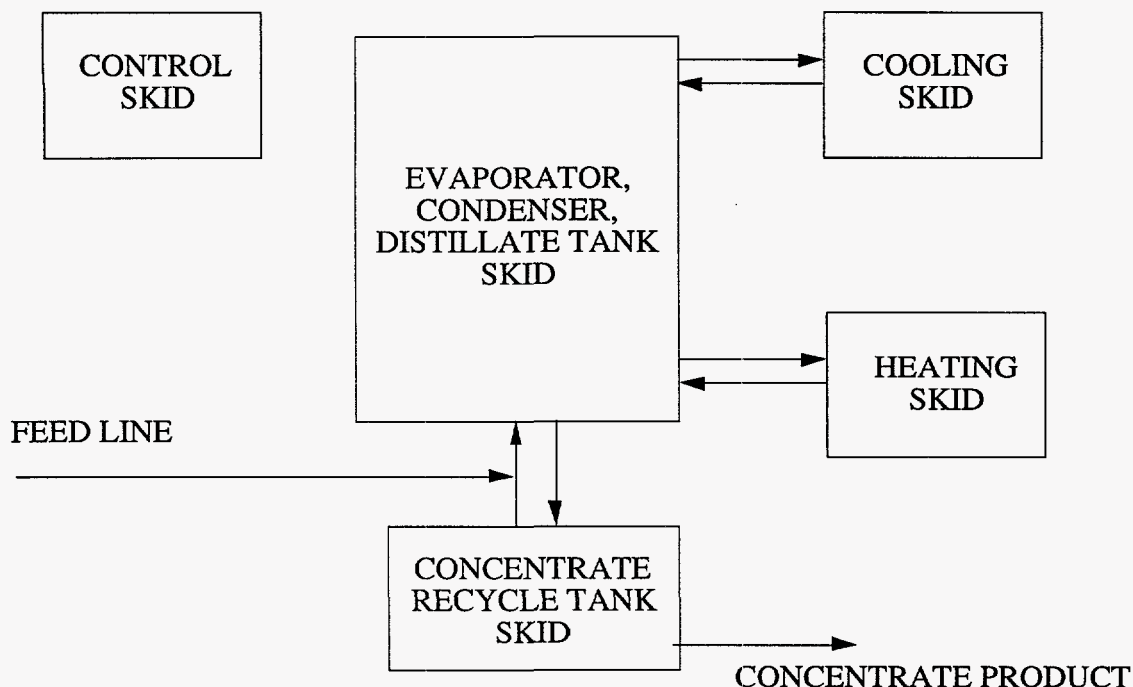 CONTROL
SKID
EVAPORATOR,
CONDENSER,
DISTILLATE TANK
SKID
COOLING
SKID
HEATING
SKID
FEED LINE
CONCENTRATE
RECYCLE TANK
SKID
CONCENTRATE PRODUCT